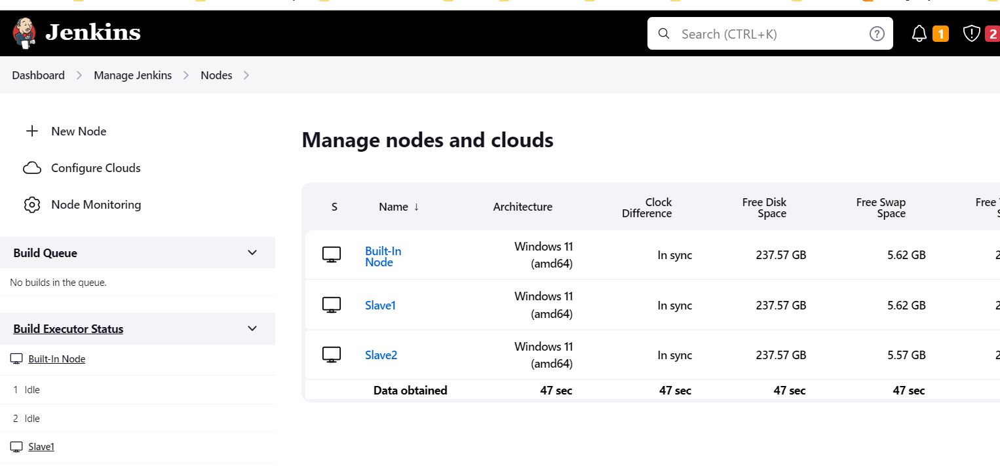 Jenkins
Search (CTRL+K)
?
1
2
Dashboard
Manage Jenkins
Nodes
New Node
Configure Clouds
Node Monitoring
Build Queue
No builds in the queue.
Build Executor Status
Built-In Node
1 Idle
2 Idle
Slave1
Manage nodes and clouds
S Name ↓ Architecture Clock Difference Free Disk Space Free Swap Space Free
Built-In Node Windows 11 (amd64) In sync 237.57 GB 5.62 GB 2
Slave1 Windows 11 (amd64) In sync 237.57 GB 5.62 GB 2
Slave2 Windows 11 (amd64) In sync 237.57 GB 5.57 GB 2
Data obtained 47 sec 47 sec 47 sec 47 sec